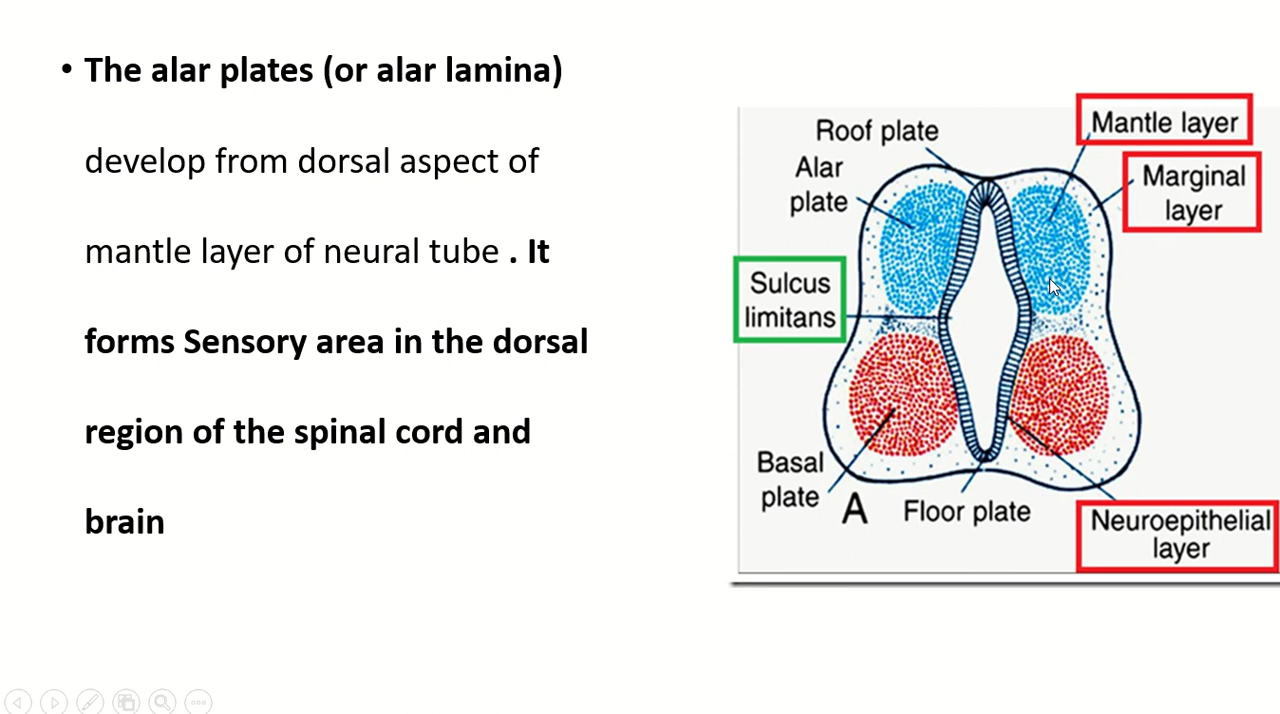 • The alar plates (or alar lamina)
develop from dorsal aspect of
mantle layer of neural tube . It
forms Sensory area in the dorsal
region of the spinal cord and
brain
Roof plate
Alar
plate
Mantle layer
Marginal
layer
Sulcus
limitans
Basal
plate
A
Floor plate
Neuroepithelial
layer